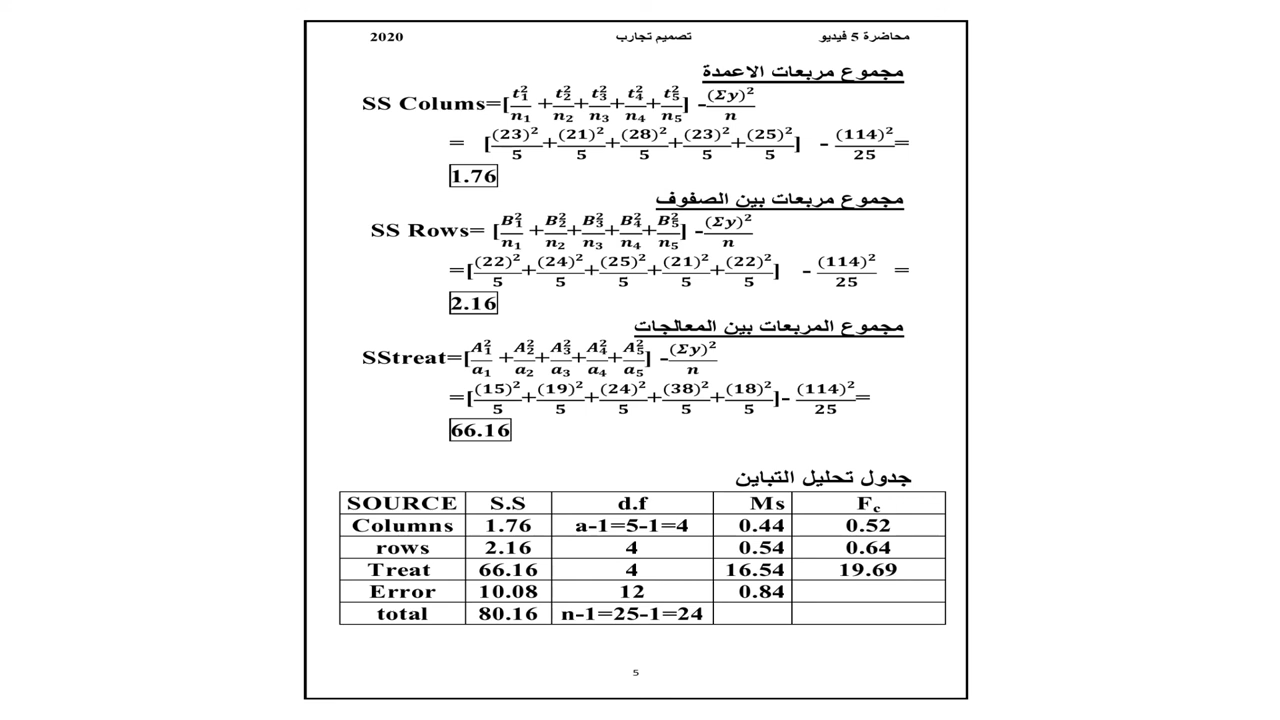 محاضرة 5 فيديو تصميم تجارب 2020
مجموع مربعات الاعمدة
SS Colums=[t₁²/n₁ +t₂²/n₂+t₃²/n₃+t₄²/n₄+t₅²/n₅] -(Σy)²/n
= [(23)²/5+(21)²/5+(28)²/5+(23)²/5+(25)²/5] - (114)²/25=
1.76
مجموع مربعات بين الصفوف
SS Rows= [B₁²/n₁ +B₂²/n₂+B₃²/n₃+B₄²/n₄+B₅²/n₅] -(Σy)²/n
=[(22)²/5+(24)²/5+(25)²/5+(21)²/5+(22)²/5] - (114)²/25 =
2.16
مجموع المربعات بين المعالجات
SStreat=[A₁²/a₁ +A₂²/a₂+A₃²/a₃+A₄²/a₄+A₅²/a₅] -(Σy)²/n
=[(15)²/5+(19)²/5+(24)²/5+(38)²/5+(18)²/5]- (114)²/25=
66.16
جدول تحليل التباين
SOURCE S.S d.f Ms F꜀
Columns 1.76 a-1=5-1=4 0.44 0.52
rows 2.16 4 0.54 0.64
Treat 66.16 4 16.54 19.69
Error 10.08 12 0.84
total 80.16 n-1=25-1=24
5